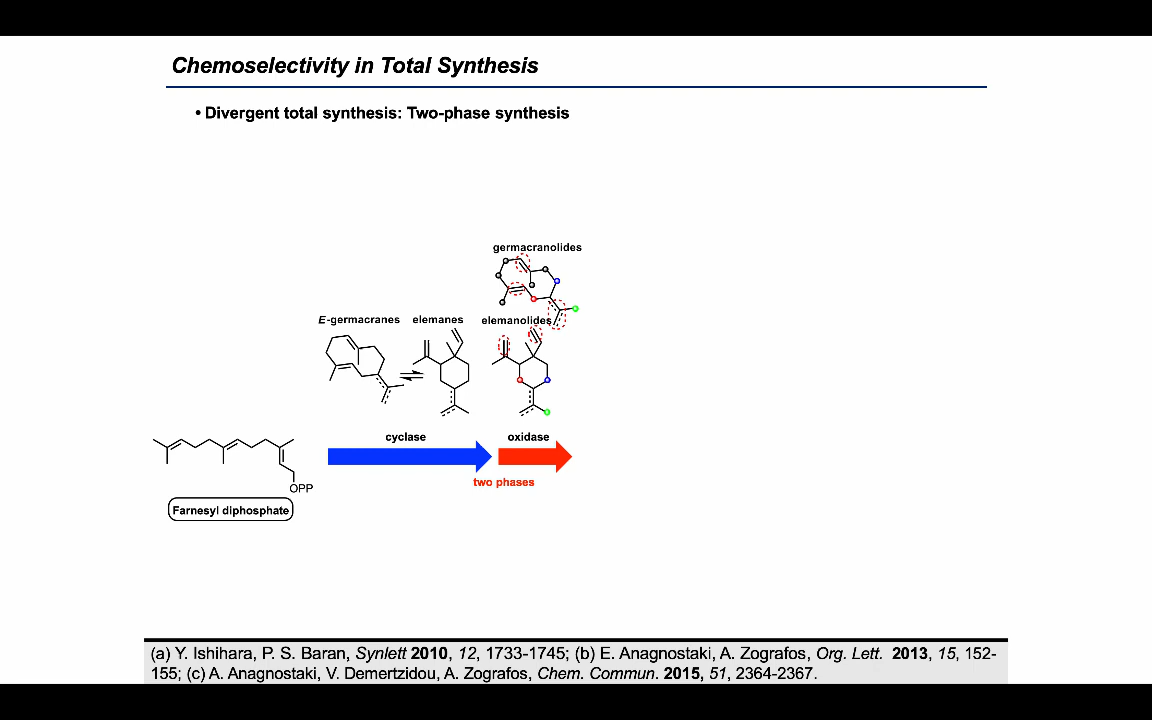 Chemoselectivity in Total Synthesis
• Divergent total synthesis: Two-phase synthesis
germacranolides
E-germacranes elemanes elemanolides
cyclase oxidase
two phases
OPP
Farnesyl diphosphate
(a) Y. Ishihara, P. S. Baran, Synlett 2010, 12, 1733-1745; (b) E. Anagnostaki, A. Zografos, Org. Lett. 2013, 15, 152-
155; (c) A. Anagnostaki, V. Demertzidou, A. Zografos, Chem. Commun. 2015, 51, 2364-2367.